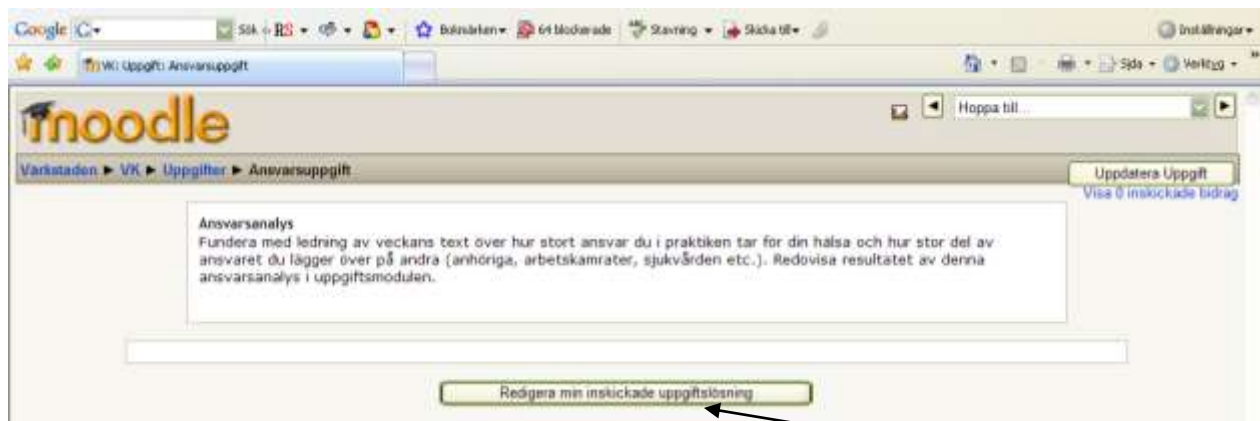 Google G▾ Sök RS Bokmärken▾ 64 blockerade Stavning ▾ Skicka till▾ Inställningar▾
VK: Uppgift: Ansvarsuppgift Sida ▾ Verktyg ▾ »
moodle Hoppa till...
Varkstaden ► VK ► Uppgifter ► Ansvarsuppgift Uppdatera Uppgift
Visa 0 inskickade bidrag
Ansvarsanalys
Fundera med ledning av veckans text över hur stort ansvar du i praktiken tar för din hälsa och hur stor del av
ansvaret du lägger över på andra (anhöriga, arbetskamrater, sjukvården etc.). Redovisa resultatet av denna
ansvarsanalys i uppgiftsmodulen.
Redigera min inskickade uppgiftslösning